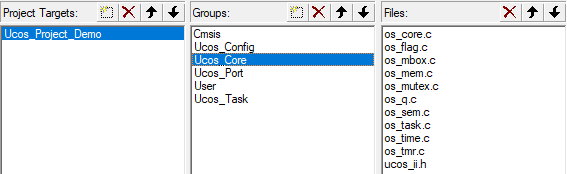 Project Targets:
Ucos_Project_Demo
Groups:
Cmsis
Ucos_Config
Ucos_Core
Ucos_Port
User
Ucos_Task
Files:
os_core.c
os_flag.c
os_mbox.c
os_mem.c
os_mutex.c
os_q.c
os_sem.c
os_task.c
os_time.c
os_tmr.c
ucos_ii.h